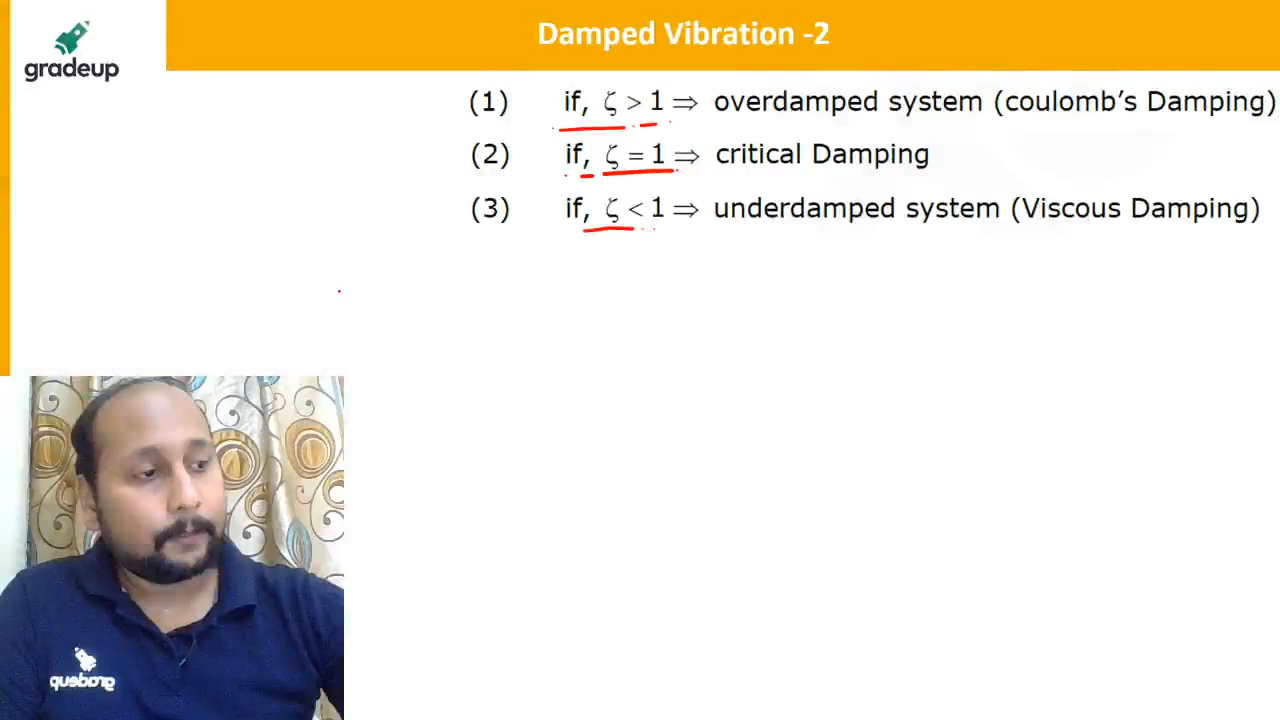 Damped Vibration -2
gradeup
(1) if, ζ > 1 ⇒ overdamped system (coulomb's Damping)
(2) if, ζ = 1 ⇒ critical Damping
(3) if, ζ < 1 ⇒ underdamped system (Viscous Damping)
gradeup